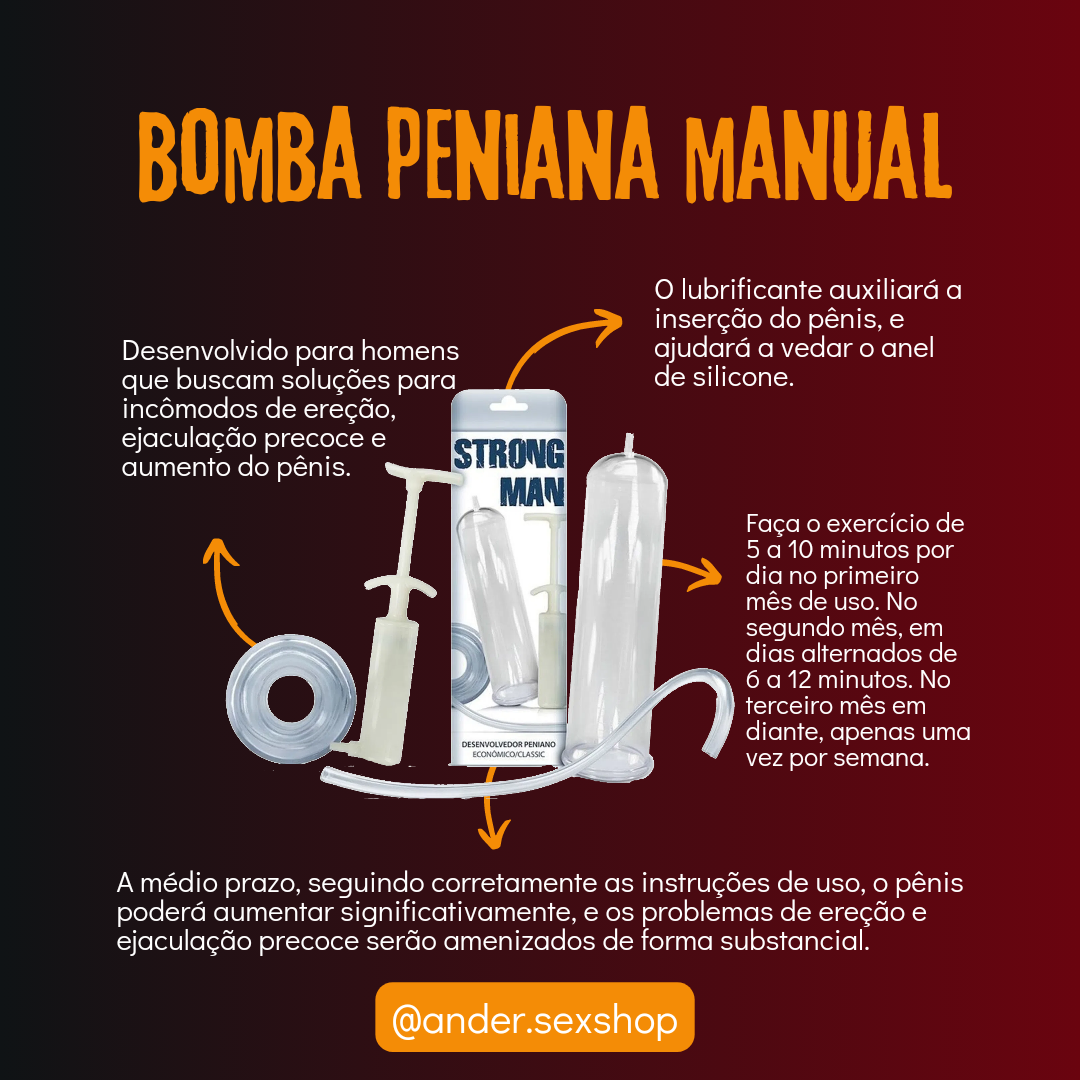 BOMBA PENIANA MANUAL
O lubrificante auxiliará a
inserção do pênis, e
ajudará a vedar o anel
de silicone.
Desenvolvido para homens
que buscam soluções para
incômodos de ereção,
ejaculação precoce e
aumento do pênis.
STRONG
MAN
DESENVOLVEDOR PENIANO
ECONÔMICO/CLASSIC
Faça o exercício de
5 a 10 minutos por
dia no primeiro
mês de uso. No
segundo mês, em
dias alternados de
6 a 12 minutos. No
terceiro mês em
diante, apenas uma
vez por semana.
A médio prazo, seguindo corretamente as instruções de uso, o pênis
poderá aumentar significativamente, e os problemas de ereção e
ejaculação precoce serão amenizados de forma substancial.
@ander.sexshop